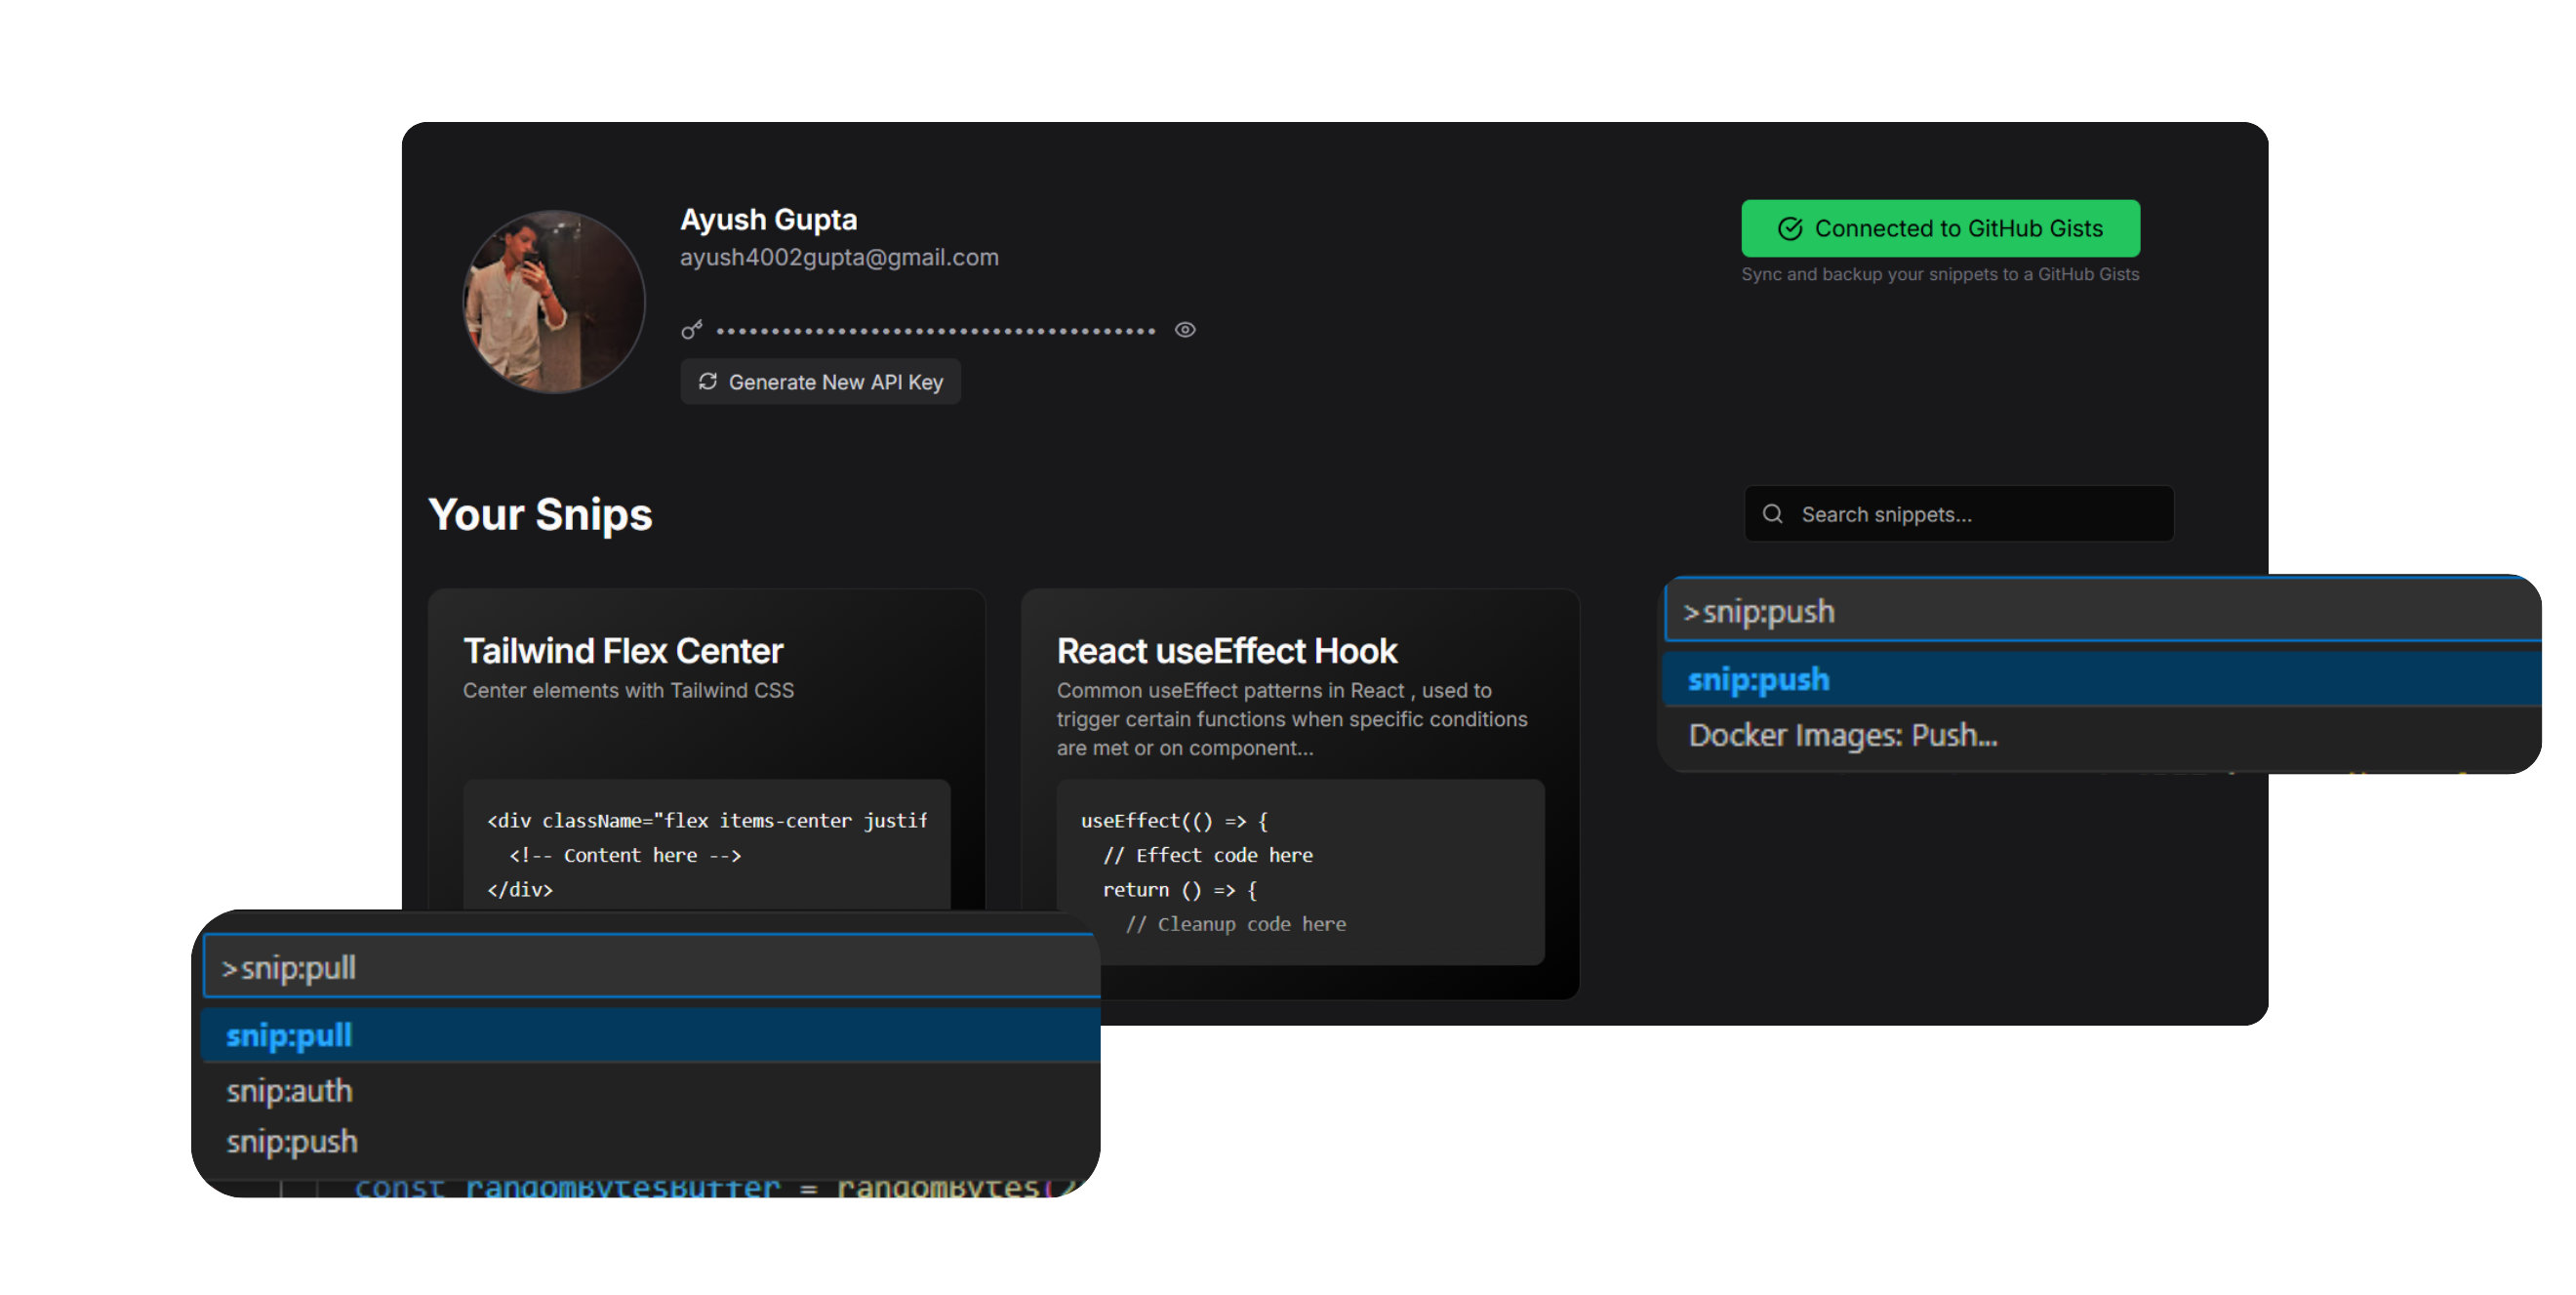 Ayush Gupta
ayush4002gupta@gmail.com
Connected to GitHub Gists
Sync and backup your snippets to a GitHub Gists
Generate New API Key
Your Snips
Search snippets...
Tailwind Flex Center
Center elements with Tailwind CSS
<div className="flex items-center justif
<!-- Content here -->
</div>
React useEffect Hook
Common useEffect patterns in React , used to
trigger certain functions when specific conditions
are met or on component...
useEffect(() => {
// Effect code here
return () => {
// Cleanup code here
>snip:push
snip:push
Docker Images: Push...
>snip:pull
snip:pull
snip:auth
snip:push
const randomBytesBuffer = randomBytes(2